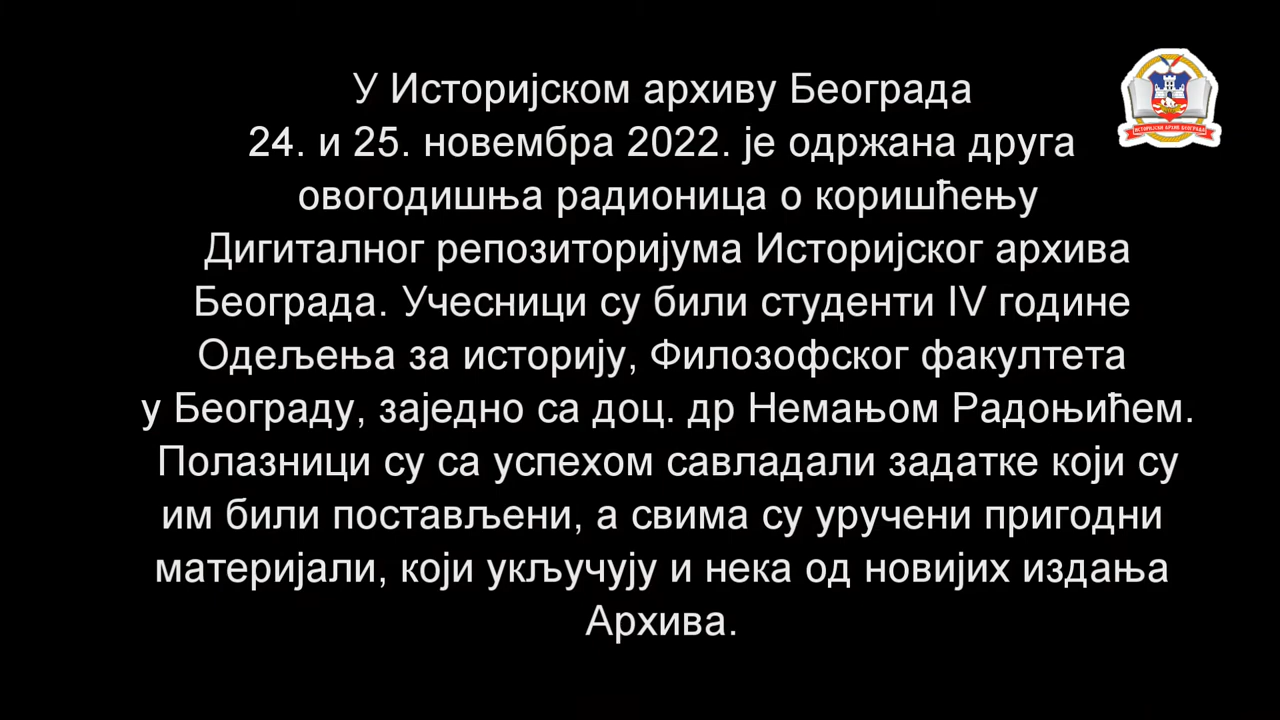 У Историјском архиву Београда
24. и 25. новембра 2022. је одржана друга
овогодишња радионица о коришћењу
Дигиталног репозиторијума Историјског архива
Београда. Учесници су били студенти IV године
Одељења за историју, Филозофског факултета
у Београду, заједно са доц. др Немањом Радоњићем.
Полазници су са успехом савладали задатке који су
им били постављени, а свима су уручени пригодни
материјали, који укључују и нека од новијих издања
Архива.
ИСТОРИЈСКИ АРХИВ БЕОГРАДА